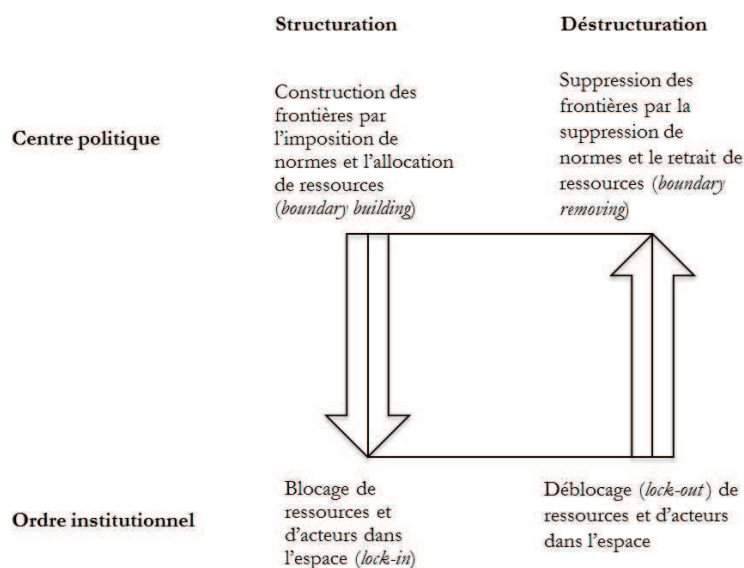 Structuration
Déstructuration
Centre politique
Construction des
frontières par
l'imposition de
normes et l'allocation
de ressources
(boundary building)
Suppression des
frontières par la
suppression de
normes et le retrait de
ressources (boundary
removing)
Ordre institutionnel
Blocage de
ressources et
d'acteurs dans
l'espace (lock-in)
Déblocage (lock-out) de
ressources et d'acteurs
dans l'espace